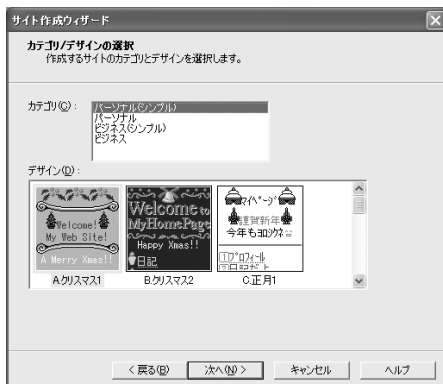 サイト作成ウィザード
カテゴリ/デザインの選択
作成するサイトのカテゴリとデザインを選択します。
カテゴリ(C):
パーソナル(シンプル)
パーソナル
ビジネス(シンプル)
ビジネス
デザイン(D):
Welcome!
My Web Site!
A Merry Xmas!!
A.クリスマス1
Welcome to
MyHomePage
Happy Xmas!!
日記
B.クリスマス2
マイページ
謹賀新年
今年もヨロシクネ
1プロフィール
C.正月1
< 戻る(B)
次へ(N) >
キャンセル
ヘルプ